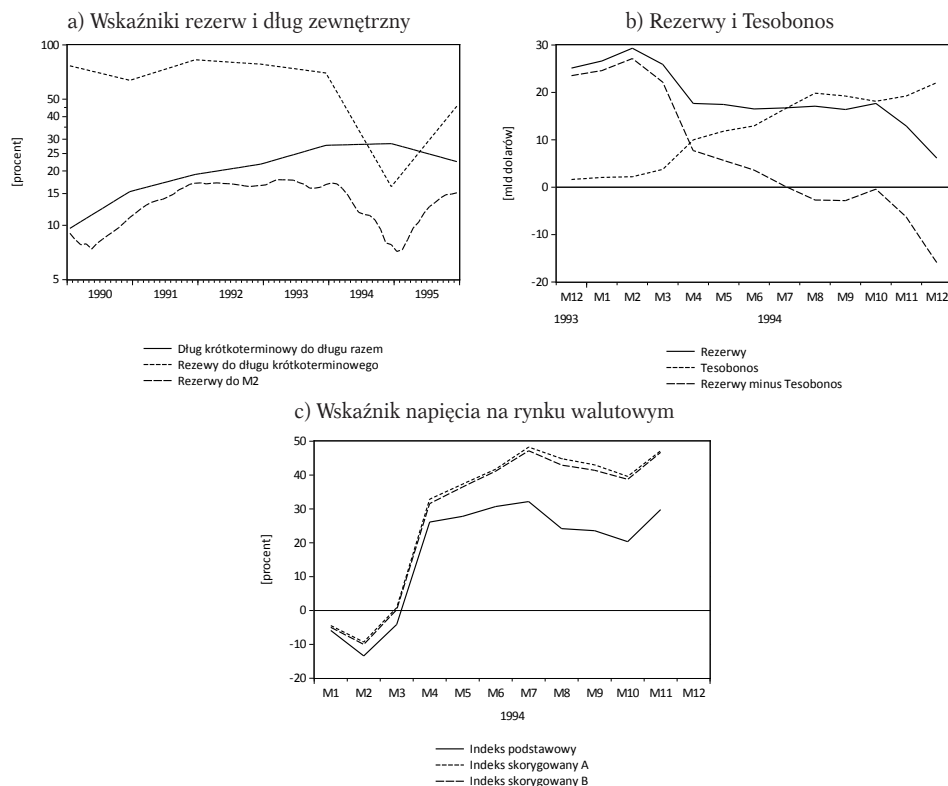 a) Wskaźniki rezerw i dług zewnętrzny
100
50
40
30
25
20
15
10
5
[procent]
1990 1991 1992 1993 1994 1995
Dług krótkoterminowy do długu razem
Rezewy do długu krótkoterminowego
Rezerwy do M2
b) Rezerwy i Tesobonos
30
20
10
0
-10
-20
[mld dolarów]
M12 M1 M2 M3 M4 M5 M6 M7 M8 M9 M10 M11 M12
1993 1994
Rezerwy
Tesobonos
Rezerwy minus Tesobonos
c) Wskaźnik napięcia na rynku walutowym
50
40
30
20
10
0
-10
-20
[procent]
M1 M2 M3 M4 M5 M6 M7 M8 M9 M10 M11 M12
1994
Indeks podstawowy
Indeks skorygowany A
Indeks skorygowany B